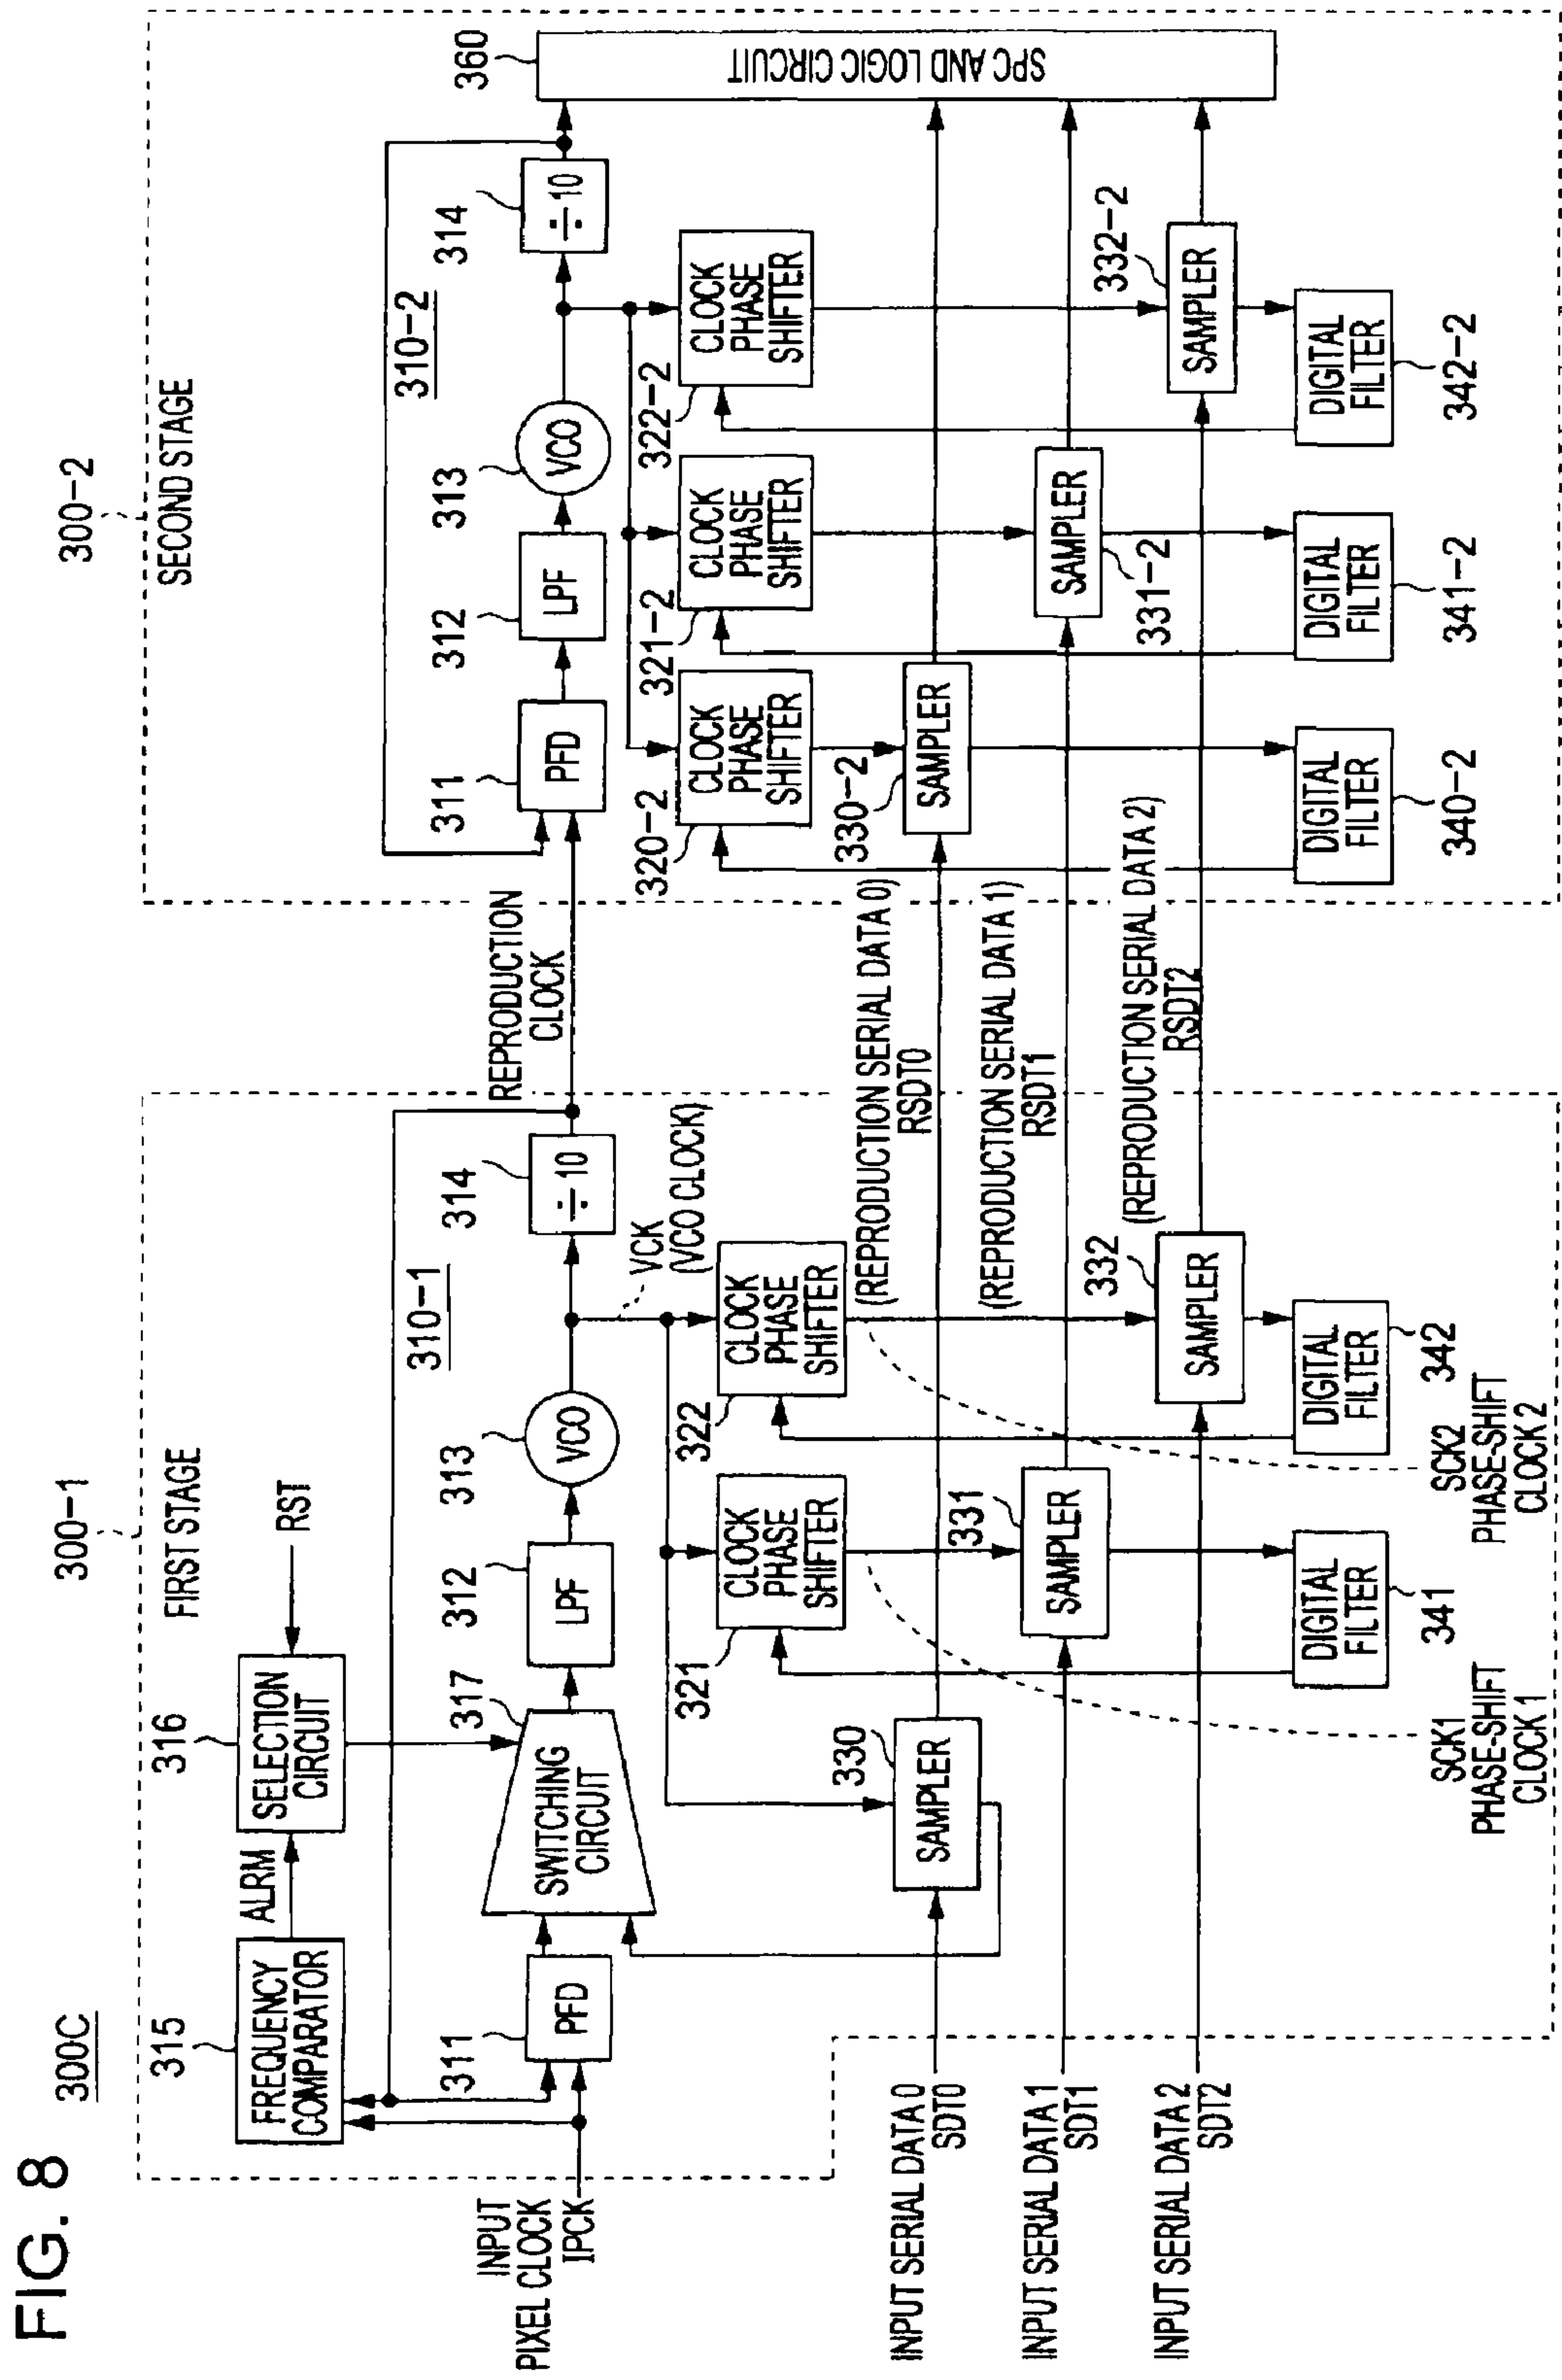 FIG. 8
300C
300-1
FIRST STAGE
315
FREQUENCY
COMPARATOR
ALRM
316
SELECTION
CIRCUIT
RST
INPUT
PIXEL CLOCK
IPCK
311
PFD
SWITCHING
CIRCUIT
317
312
LPF
313
VCO
310-1
314
÷10
VCK
(VCO CLOCK)
321
CLOCK
PHASE
SHIFTER
322
CLOCK
PHASE
SHIFTER
330
SAMPLER
331
SAMPLER
332
SAMPLER
INPUT SERIAL DATA 0
SDT0
INPUT SERIAL DATA 1
SDT1
INPUT SERIAL DATA 2
SDT2
DIGITAL
FILTER
341
DIGITAL
FILTER
342
SCK1
PHASE-SHIFT
CLOCK 1
SCK2
PHASE-SHIFT
CLOCK 2
REPRODUCTION
CLOCK
(REPRODUCTION SERIAL DATA 0)
RSDT0
(REPRODUCTION SERIAL DATA 1)
RSDT1
(REPRODUCTION SERIAL DATA 2)
RSDT2
300-2
SECOND STAGE
311
PFD
312
LPF
313
VCO
310-2
314
÷10
360
SPC AND LOGIC CIRCUIT
320-2
CLOCK
PHASE
SHIFTER
321-2
CLOCK
PHASE
SHIFTER
322-2
CLOCK
PHASE
SHIFTER
330-2
SAMPLER
SAMPLER
331-2
332-2
SAMPLER
DIGITAL
FILTER
340-2
DIGITAL
FILTER
341-2
DIGITAL
FILTER
342-2